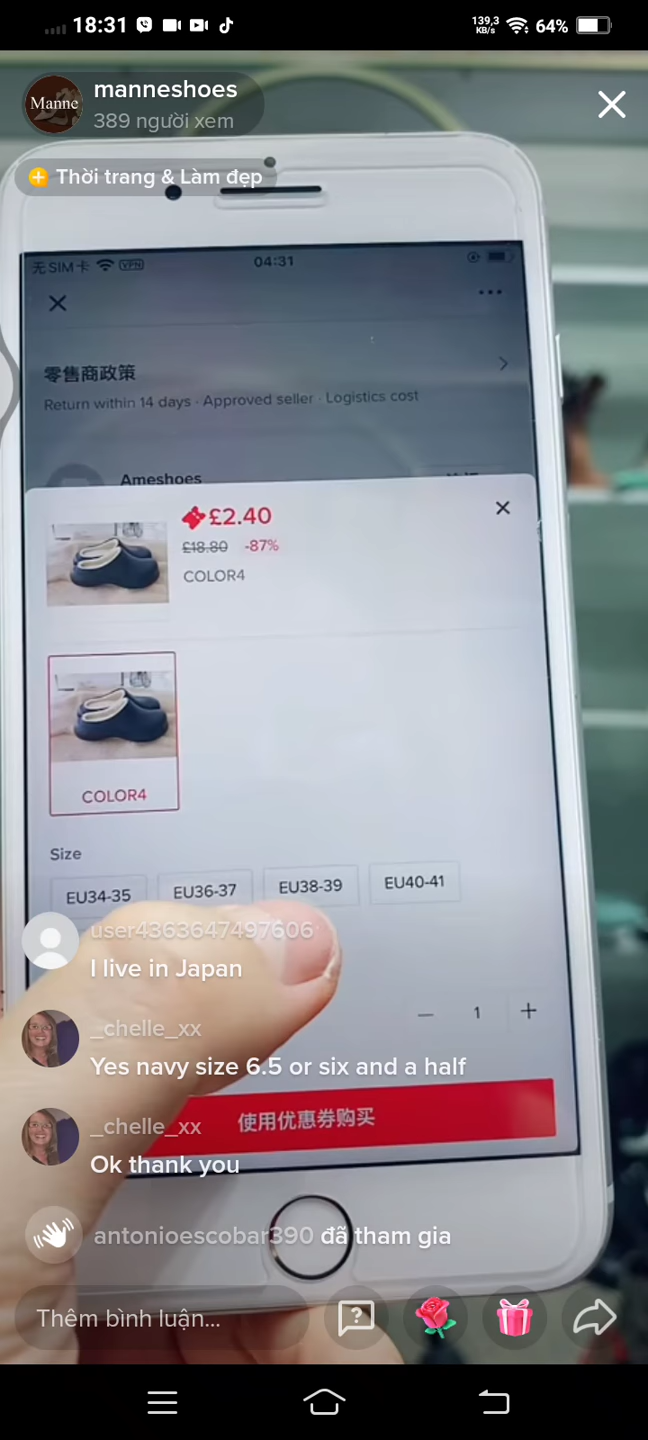 18:31
139,3
KB/s
64%
Manne
manneshoes
389 người xem
Thời trang & Làm đẹp
无SIM卡
VPN
04:31
零售商政策
Return within 14 days · Approved seller · Logistics cost
Ameshoes
£2.40
£18.80 -87%
COLOR4
COLOR4
Size
EU34-35
EU36-37
EU38-39
EU40-41
user4363647497606
I live in Japan
1
_chelle_xx
Yes navy size 6.5 or six and a half
使用优惠券购买
_chelle_xx
Ok thank you
antonioescobar390 đã tham gia
Thêm bình luận...